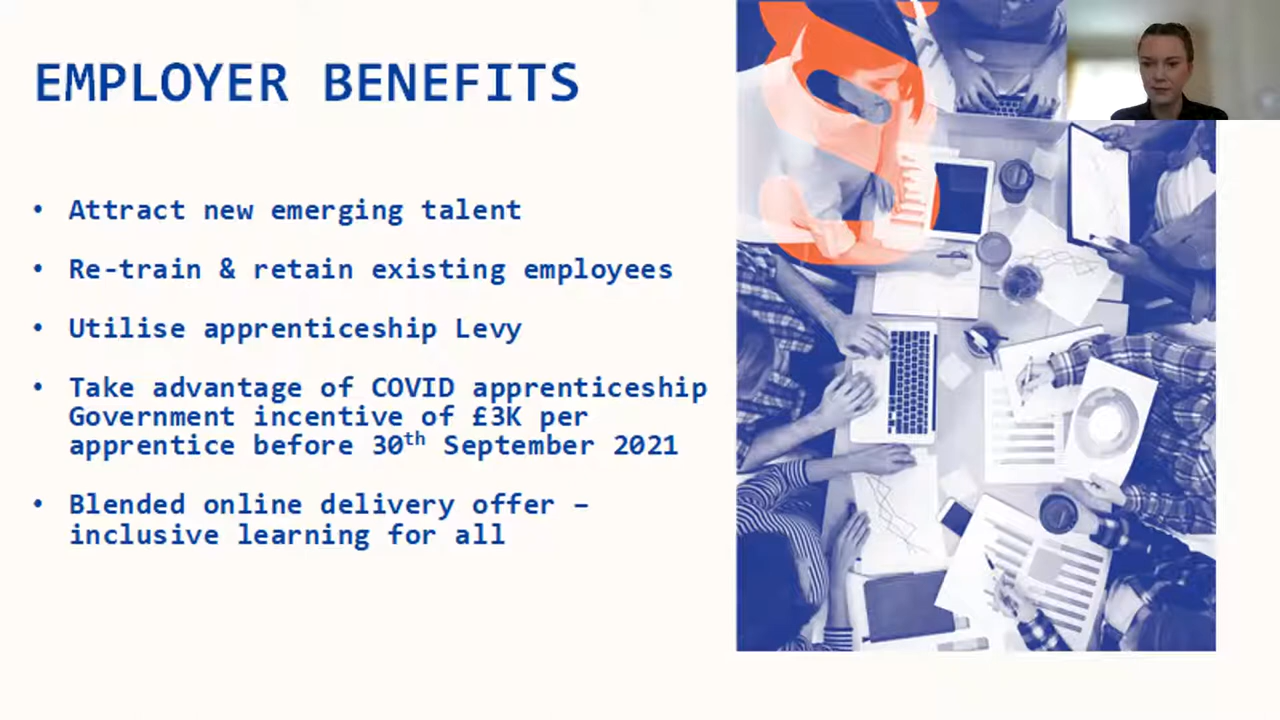 EMPLOYER BENEFITS
• Attract new emerging talent
• Re-train & retain existing employees
• Utilise apprenticeship Levy
• Take advantage of COVID apprenticeship
Government incentive of £3K per
apprentice before 30th September 2021
• Blended online delivery offer –
inclusive learning for all